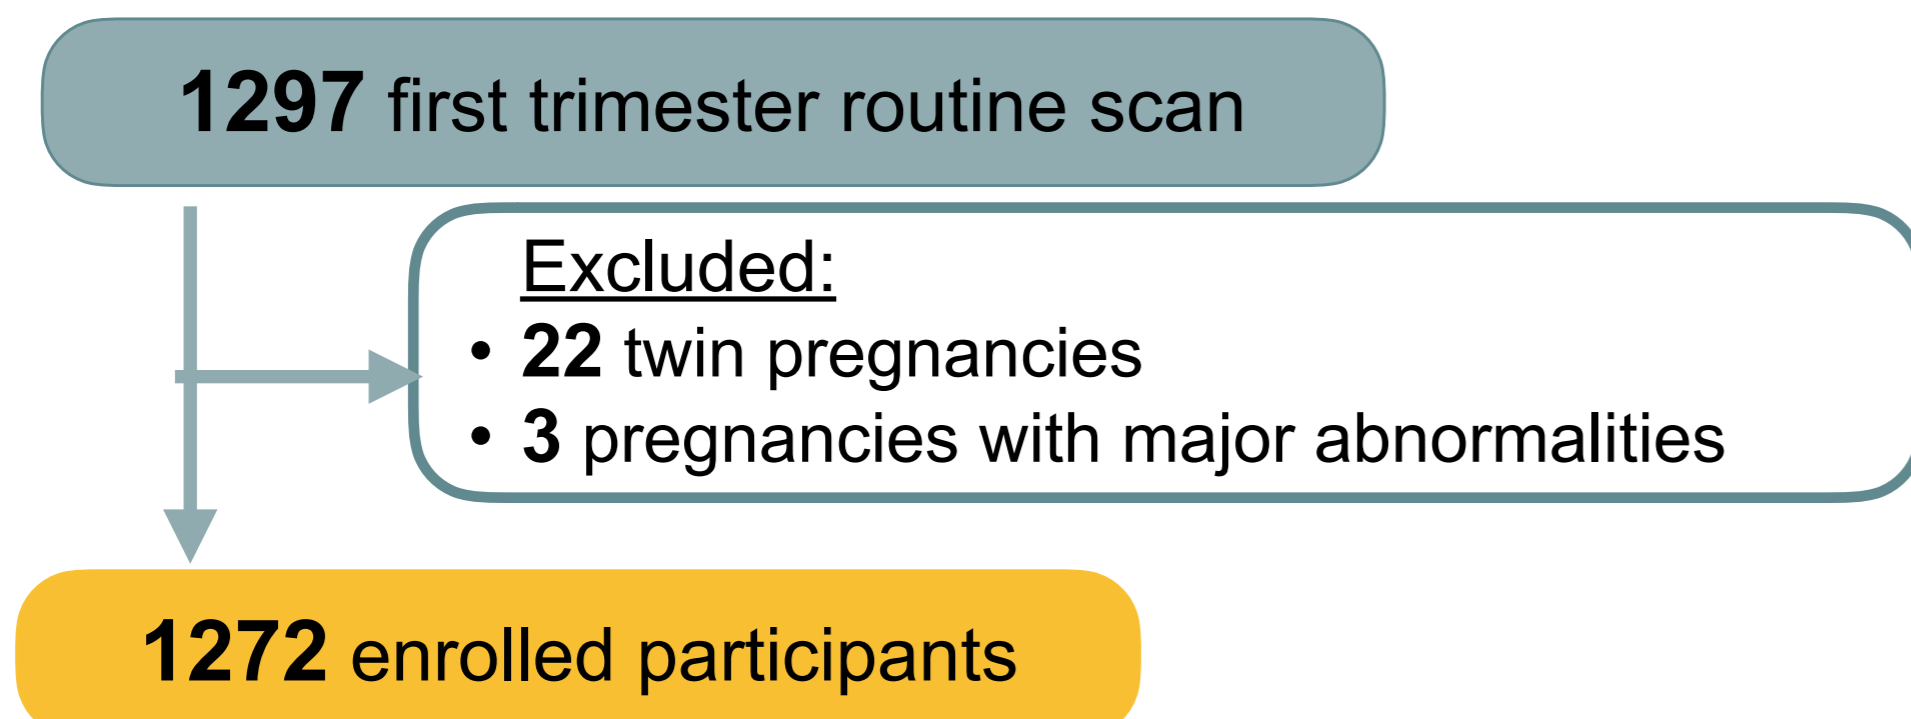 1297 first trimester routine scan
Excluded:
• 22 twin pregnancies
• 3 pregnancies with major abnormalities
1272 enrolled participants